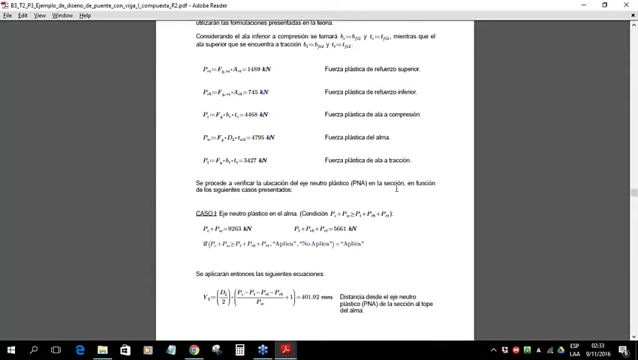 B3_T2_P3_Ejemplo_de_diseno_de_puente_con_viga_I_compuesta_R2.pdf - Adobe Reader
File Edit View Window Help
utilizarán las formulaciones presentadas en la teoría.
Considerando el ala inferior a compresión se tomará b_c=b_f2 y t_c=t_f2, mientras que el
ala superior que se encuentra a tracción b_t=b_f2 y t_t=t_f2.
P_rt=F_y.rs•A_rt=1489 kN Fuerza plástica de refuerzo superior.
P_rb=F_y.rs•A_rb=745 kN Fuerza plástica de refuerzo inferior.
P_c=F_y•b_c•t_c=4468 kN Fuerza plástica de ala a compresión.
P_w=F_y•D_2•t_w2=4795 kN Fuerza plástica del alma.
P_t=F_y•b_t•t_t=3427 kN Fuerza plástica de ala a tracción.
Se procede a verificar la ubicación del eje neutro plástico (PNA) en la sección, en función
de los siguientes casos presentados:
CASO I: Eje neutro plástico en el alma. (Condición P_c+P_w≥P_t+P_rb+P_rt):
P_c+P_w=9263 kN P_t+P_rb+P_rt=5661 kN
if(P_c+P_w≥P_t+P_rb+P_rt, "Aplica", "No Aplica")="Aplica"
Se aplicarán entonces las siguientes ecuaciones:
Y_2=(D_2/2)•((P_c-P_t-P_rt-P_rb)/P_w+1)=401.92 mm Distancia desde el eje neutro
plástico (PNA) de la sección al tope
del alma.
ESP
LAA
02:33
9/11/2016